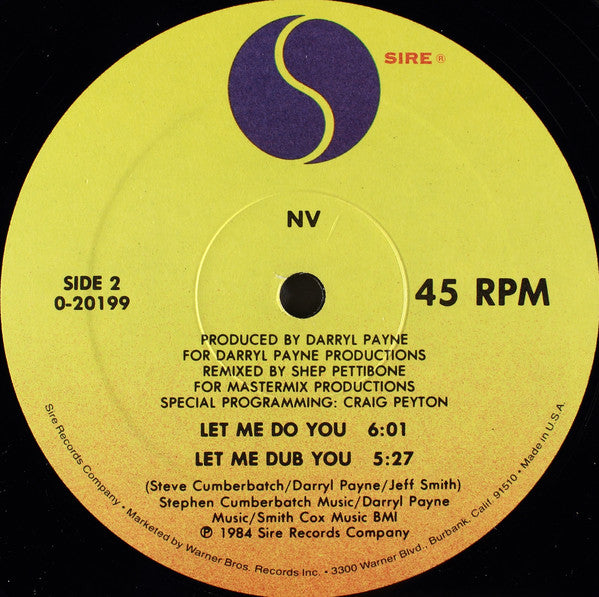 SIRE ®
NV
SIDE 2
0-20199
45 RPM
PRODUCED BY DARRYL PAYNE
FOR DARRYL PAYNE PRODUCTIONS
REMIXED BY SHEP PETTIBONE
FOR MASTERMIX PRODUCTIONS
SPECIAL PROGRAMMING: CRAIG PEYTON
LET ME DO YOU 6:01
LET ME DUB YOU 5:27
(Steve Cumberbatch/Darryl Payne/Jeff Smith)
Stephen Cumberbatch Music/Darryl Payne
Music/Smith Cox Music BMI
℗ 1984 Sire Records Company
Sire Records Company • Marketed by Warner Bros. Records Inc. • 3300 Warner Blvd., Burbank, Calif. 91510 • Made in U.S.A.